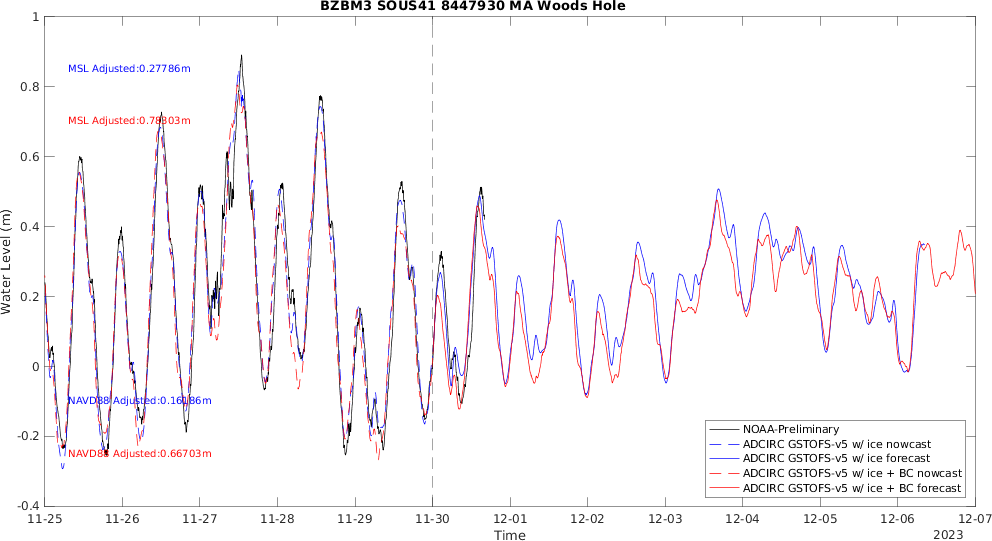 BZBM3 SOUS41 8447930 MA Woods Hole
1
0.8
0.6
0.4
0.2
0
-0.2
-0.4
Water Level (m)
MSL Adjusted:0.27786m
MSL Adjusted:0.78303m
NAVD88 Adjusted:0.16186m
NAVD88 Adjusted:0.66703m
NOAA-Preliminary
ADCIRC GSTOFS-v5 w/ ice nowcast
ADCIRC GSTOFS-v5 w/ ice forecast
ADCIRC GSTOFS-v5 w/ ice + BC nowcast
ADCIRC GSTOFS-v5 w/ ice + BC forecast
11-25 11-26 11-27 11-28 11-29 11-30 12-01 12-02 12-03 12-04 12-05 12-06 12-07
Time
2023